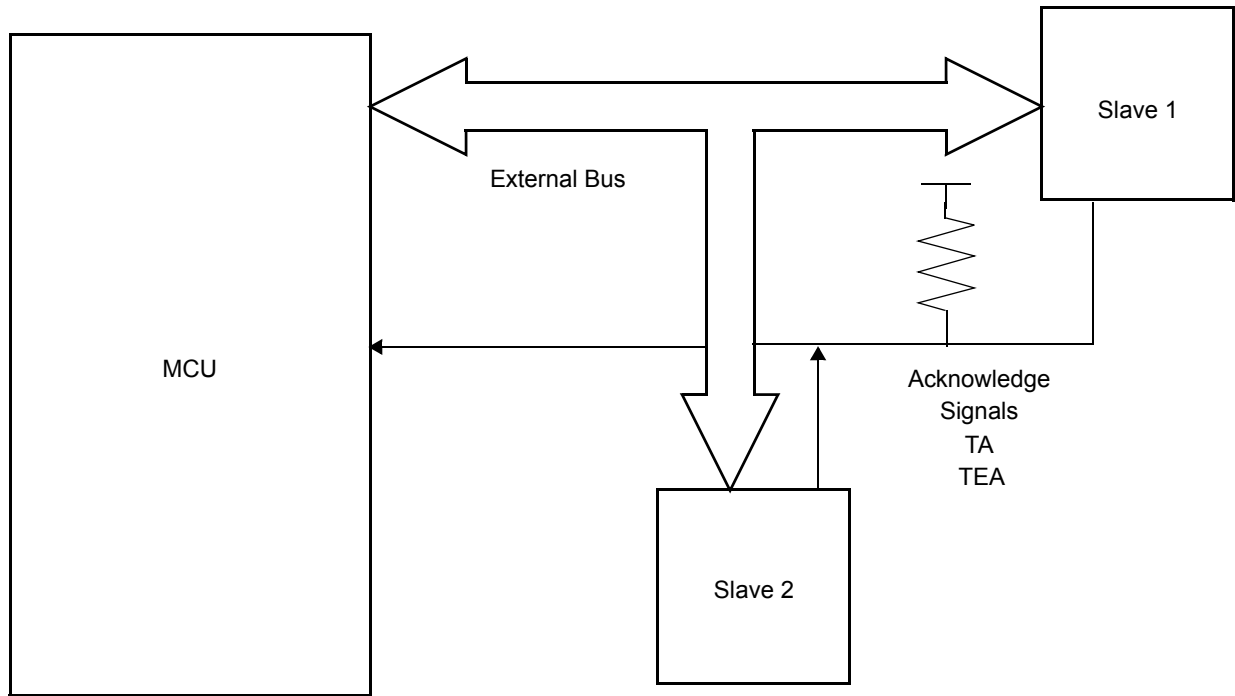 Slave 1
External Bus
MCU
Acknowledge
Signals
TA
TEA
Slave 2